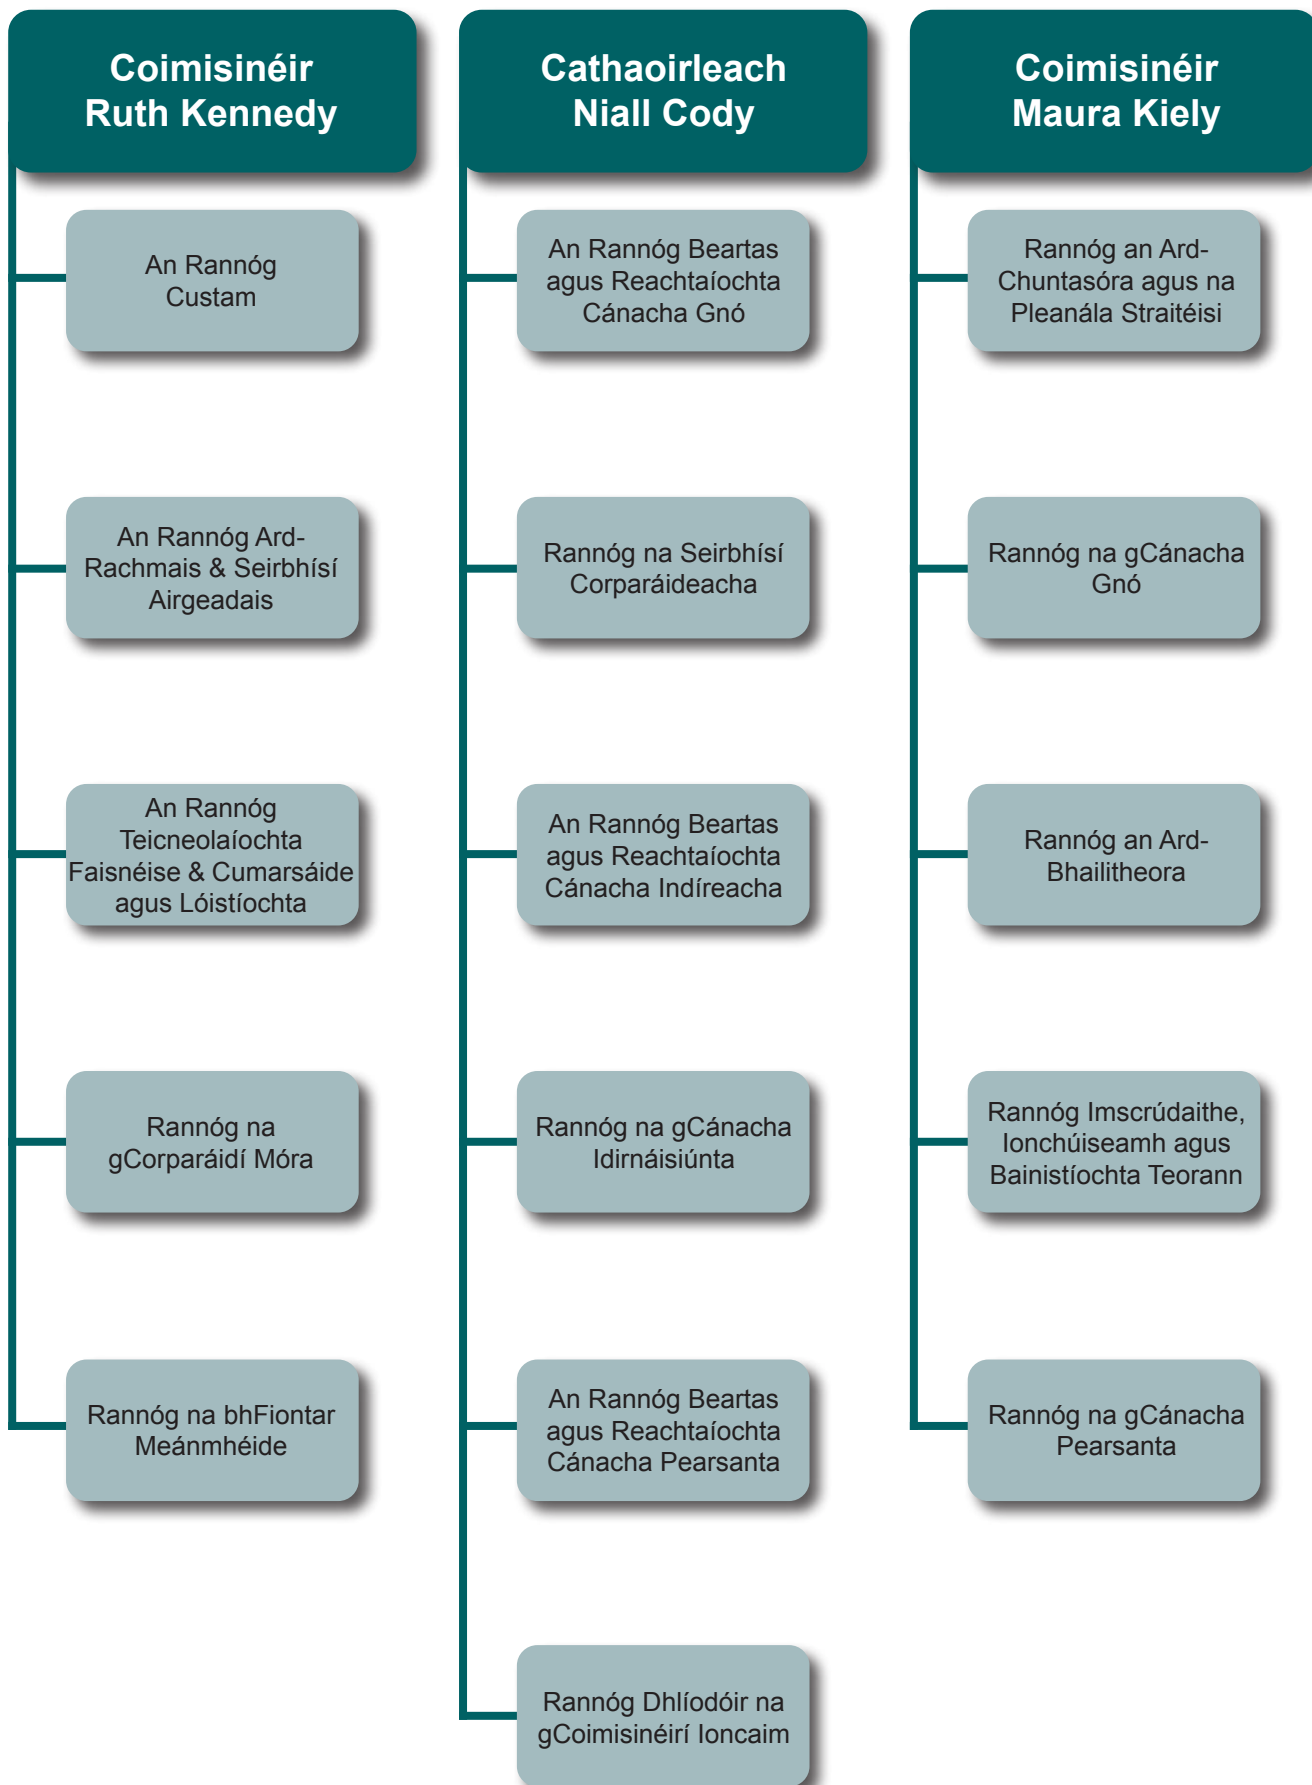 Coimisinéir
Ruth Kennedy
An Rannóg
Custam
An Rannóg Ard-
Rachmais & Seirbhísí
Airgeadais
An Rannóg
Teicneolaíochta
Faisnéise & Cumarsáide
agus Lóistíochta
Rannóg na
gCorparáidí Móra
Rannóg na bhFiontar
Meánmhéide
Cathaoirleach
Niall Cody
An Rannóg Beartas
agus Reachtaíochta
Cánacha Gnó
Rannóg na Seirbhísí
Corparáideacha
An Rannóg Beartas
agus Reachtaíochta
Cánacha Indíreacha
Rannóg na gCánacha
Idirnáisiúnta
An Rannóg Beartas
agus Reachtaíochta
Cánacha Pearsanta
Rannóg Dhlíodóir na
gCoimisinéirí Ioncaim
Coimisinéir
Maura Kiely
Rannóg an Ard-
Chuntasóra agus na
Pleanála Straitéisi
Rannóg na gCánacha
Gnó
Rannóg an Ard-
Bhailitheora
Rannóg Imscrúdaithe,
Ionchúiseamh agus
Bainistíochta Teorann
Rannóg na gCánacha
Pearsanta